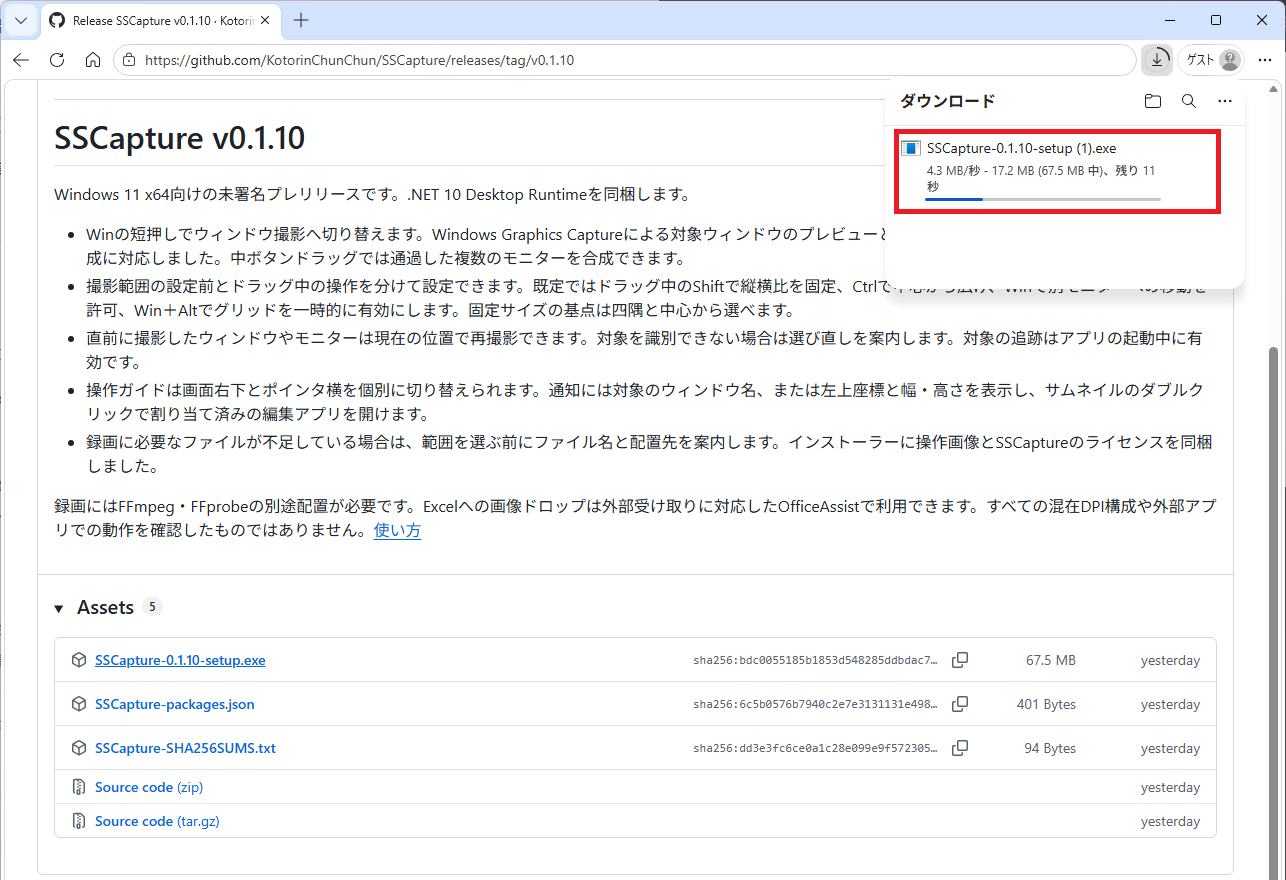 Release SSCapture v0.1.10 · Kotorin
https://github.com/KotorinChunChun/SSCapture/releases/tag/v0.1.10
ゲスト
ダウンロード
SSCapture-0.1.10-setup (1).exe
4.3 MB/秒 - 17.2 MB (67.5 MB 中)、残り 11
秒
SSCapture v0.1.10
Windows 11 x64向けの未署名プレリリースです。.NET 10 Desktop Runtimeを同梱します。
Winの短押しでウィンドウ撮影へ切り替えます。Windows Graphics Captureによる対象ウィンドウのプレビューと
成に対応しました。中ボタンドラッグでは通過した複数のモニターを合成できます。
撮影範囲の設定前とドラッグ中の操作を分けて設定できます。既定ではドラッグ中のShiftで縦横比を固定、Ctrlで
許可、Win＋Altでグリッドを一時的に有効にします。固定サイズの基点は四隅と中心から選べます。
直前に撮影したウィンドウやモニターは現在の位置で再撮影できます。対象を識別できない場合は選び直しを案内します。対象の追跡はアプリの起動中に有
効です。
操作ガイドは画面右下とポインタ横を個別に切り替えられます。通知には対象のウィンドウ名、または左上座標と幅・高さを表示し、サムネイルのダブルク
リックで割り当て済みの編集アプリを開けます。
録画に必要なファイルが不足している場合は、範囲を選ぶ前にファイル名と配置先を案内します。インストーラーに操作画像とSSCaptureのライセンスを同梱
しました。
録画にはFFmpeg・FFprobeの別途配置が必要です。Excelへの画像ドロップは外部受け取りに対応したOfficeAssistで利用できます。すべての混在DPI構成や外部アプ
リでの動作を確認したものではありません。使い方
Assets 5
SSCapture-0.1.10-setup.exe sha256:bdc0055185b1853d548285ddbdac7… 67.5 MB yesterday
SSCapture-packages.json sha256:6c5b0576b7940c2e7e3131131e498… 401 Bytes yesterday
SSCapture-SHA256SUMS.txt sha256:dd3e3fc6ce0a1c28e099e9f572305… 94 Bytes yesterday
Source code (zip) yesterday
Source code (tar.gz) yesterday